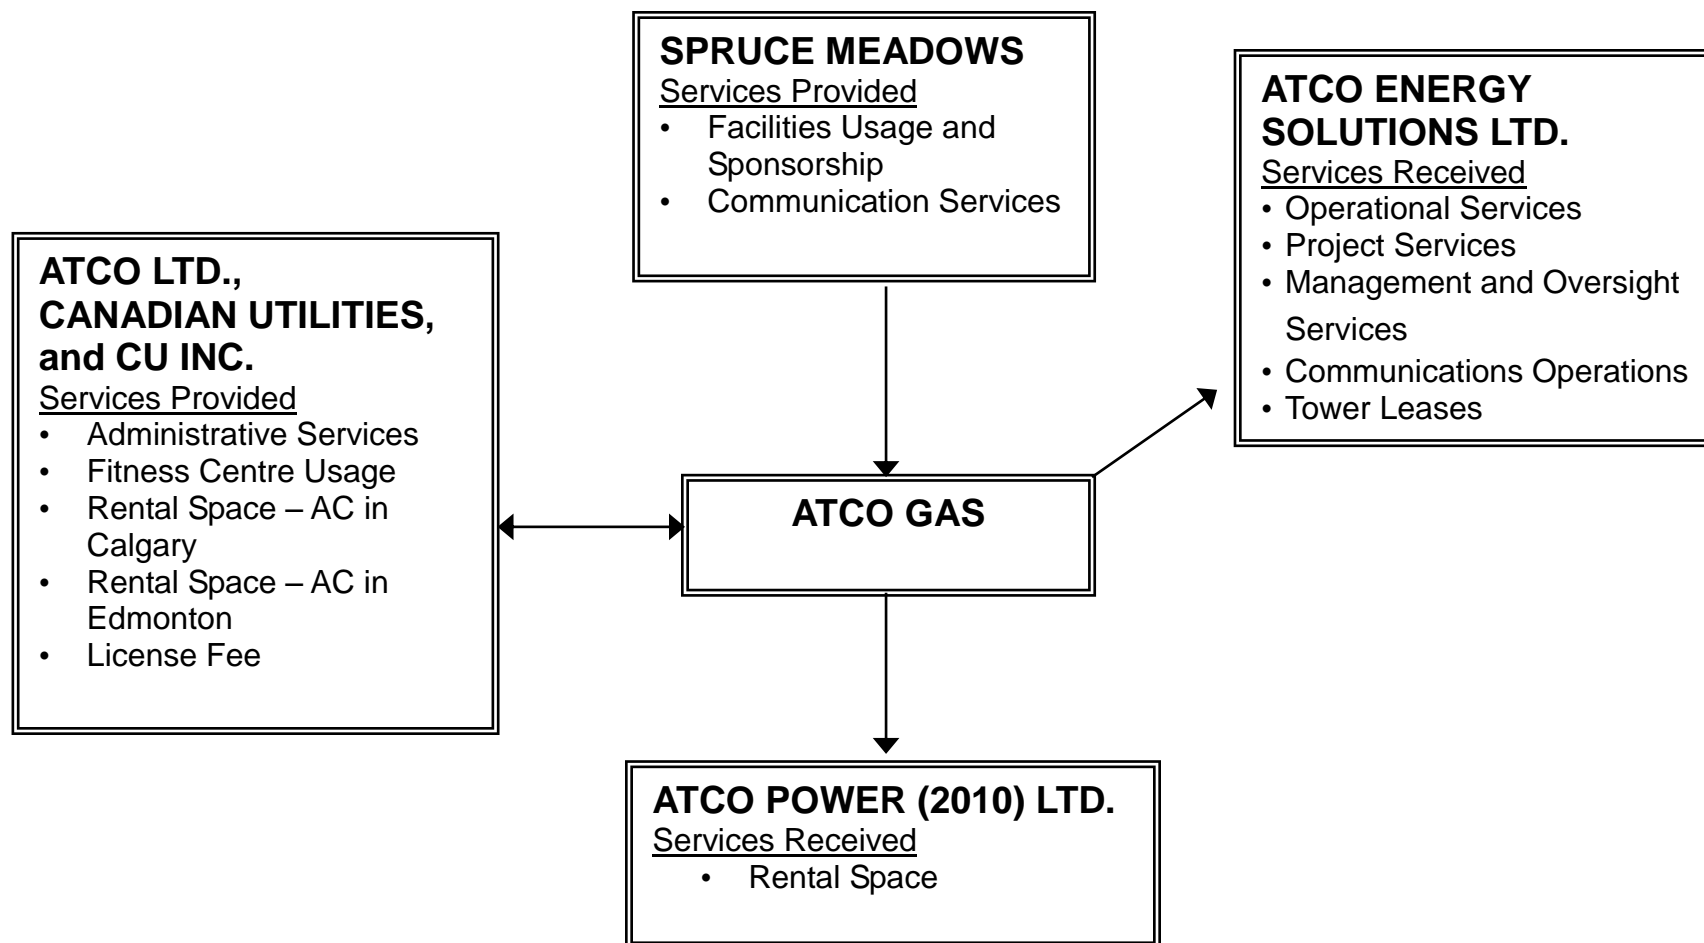 SPRUCE MEADOWS
Services Provided
• Facilities Usage and
Sponsorship
• Communication Services
ATCO ENERGY
SOLUTIONS LTD.
Services Received
• Operational Services
• Project Services
• Management and Oversight
Services
• Communications Operations
• Tower Leases
ATCO LTD.,
CANADIAN UTILITIES,
and CU INC.
Services Provided
• Administrative Services
• Fitness Centre Usage
• Rental Space – AC in
Calgary
• Rental Space – AC in
Edmonton
• License Fee
ATCO GAS
ATCO POWER (2010) LTD.
Services Received
• Rental Space